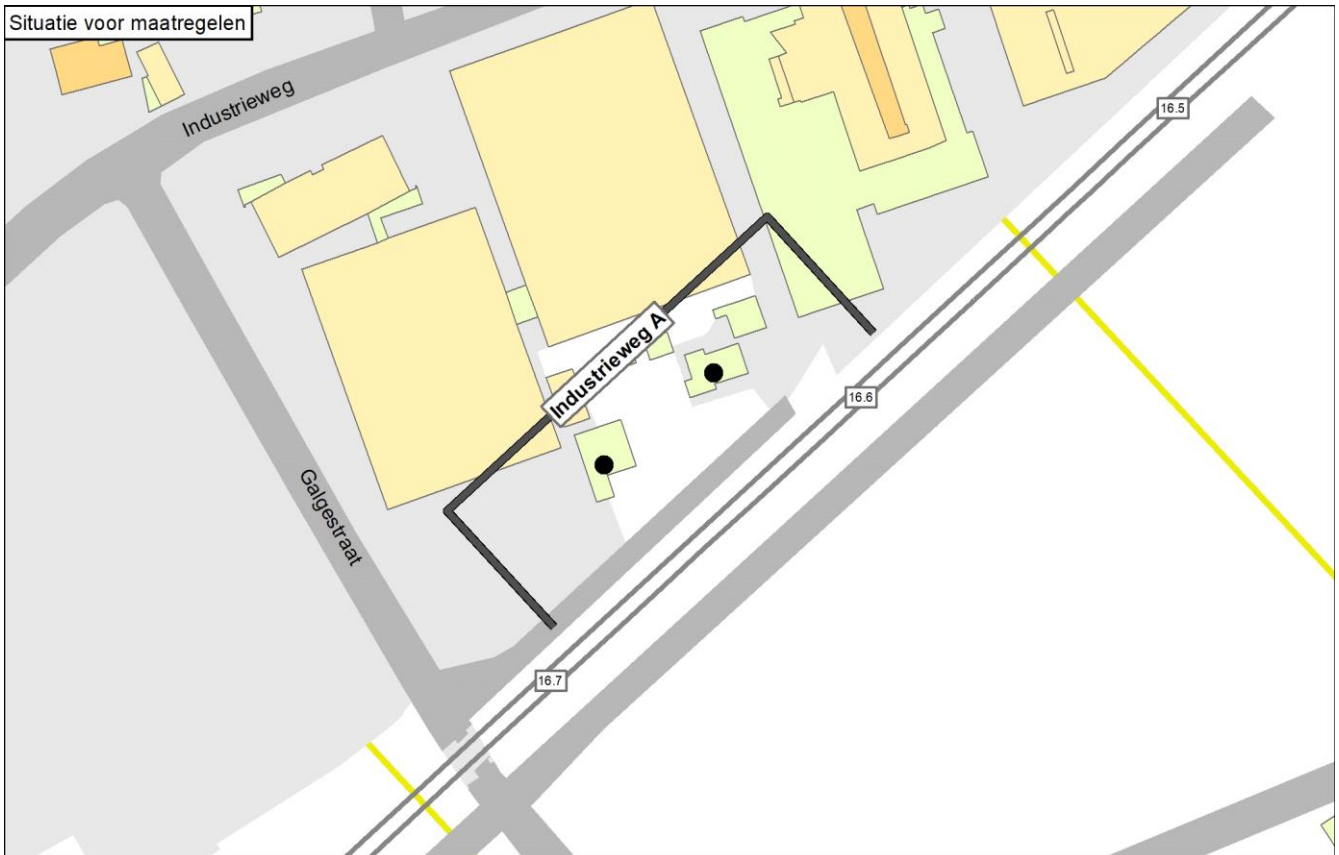 Situatie voor maatregelen
Industrieweg
16.5
Industrieweg A
16.6
Galgestraat
16.7